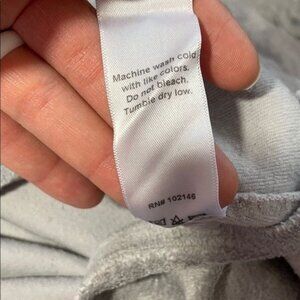 Machine wash cold
with like colors.
Do not bleach.
Tumble dry low.
RN# 102146